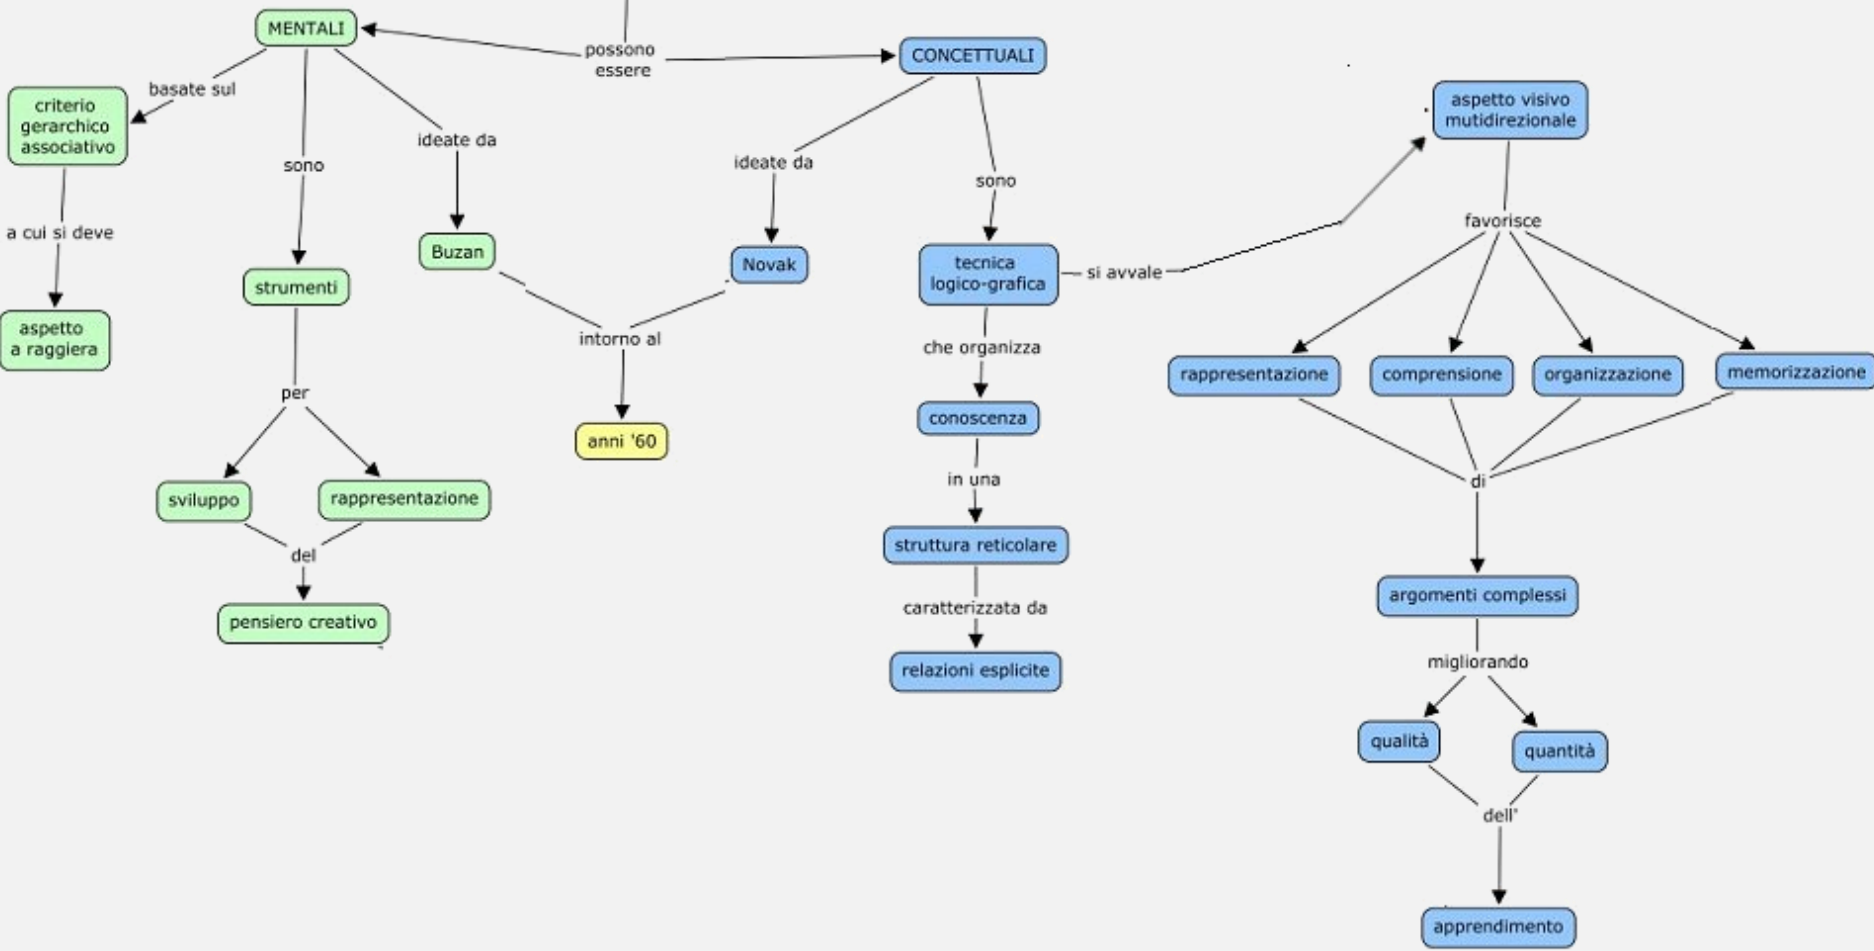 MENTALI
possono
essere
CONCETTUALI
basate sul
criterio
gerarchico
associativo
a cui si deve
aspetto
a raggiera
sono
strumenti
per
sviluppo
rappresentazione
del
pensiero creativo
ideate da
Buzan
ideate da
Novak
intorno al
anni '60
sono
tecnica
logico-grafica
si avvale
che organizza
conoscenza
in una
struttura reticolare
caratterizzata da
relazioni esplicite
aspetto visivo
mutidirezionale
favorisce
rappresentazione
comprensione
organizzazione
memorizzazione
di
argomenti complessi
migliorando
qualità
quantità
dell'
apprendimento